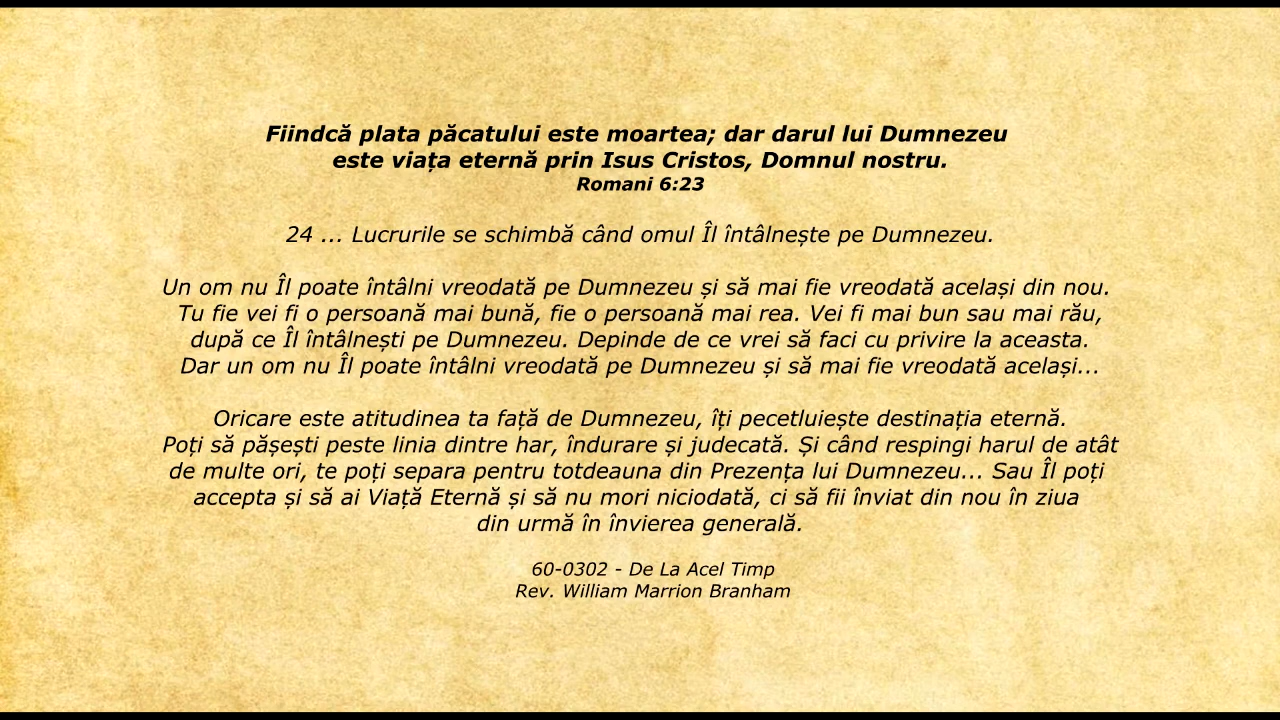 Fiindcă plata păcatului este moartea; dar darul lui Dumnezeu
este viața eternă prin Isus Cristos, Domnul nostru.
Romani 6:23
24 ... Lucrurile se schimbă când omul Îl întâlnește pe Dumnezeu.
Un om nu Îl poate întâlni vreodată pe Dumnezeu și să mai fie vreodată același din nou.
Tu fie vei fi o persoană mai bună, fie o persoană mai rea. Vei fi mai bun sau mai rău,
după ce Îl întâlnești pe Dumnezeu. Depinde de ce vrei să faci cu privire la aceasta.
Dar un om nu Îl poate întâlni vreodată pe Dumnezeu și să mai fie vreodată același...
Oricare este atitudinea ta față de Dumnezeu, îți pecetluiește destinația eternă.
Poți să pășești peste linia dintre har, îndurare și judecată. Și când respingi harul de atât
de multe ori, te poți separa pentru totdeauna din Prezența lui Dumnezeu... Sau Îl poți
accepta și să ai Viață Eternă și să nu mori niciodată, ci să fii înviat din nou în ziua
din urmă în învierea generală.
60-0302 - De La Acel Timp
Rev. William Marrion Branham